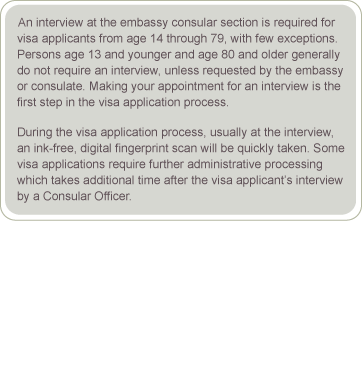 An interview at the embassy consular section is required for
visa applicants from age 14 through 79, with few exceptions.
Persons age 13 and younger and age 80 and older generally
do not require an interview, unless requested by the embassy
or consulate. Making your appointment for an interview is the
first step in the visa application process.
During the visa application process, usually at the interview,
an ink-free, digital fingerprint scan will be quickly taken. Some
visa applications require further administrative processing
which takes additional time after the visa applicant's interview
by a Consular Officer.